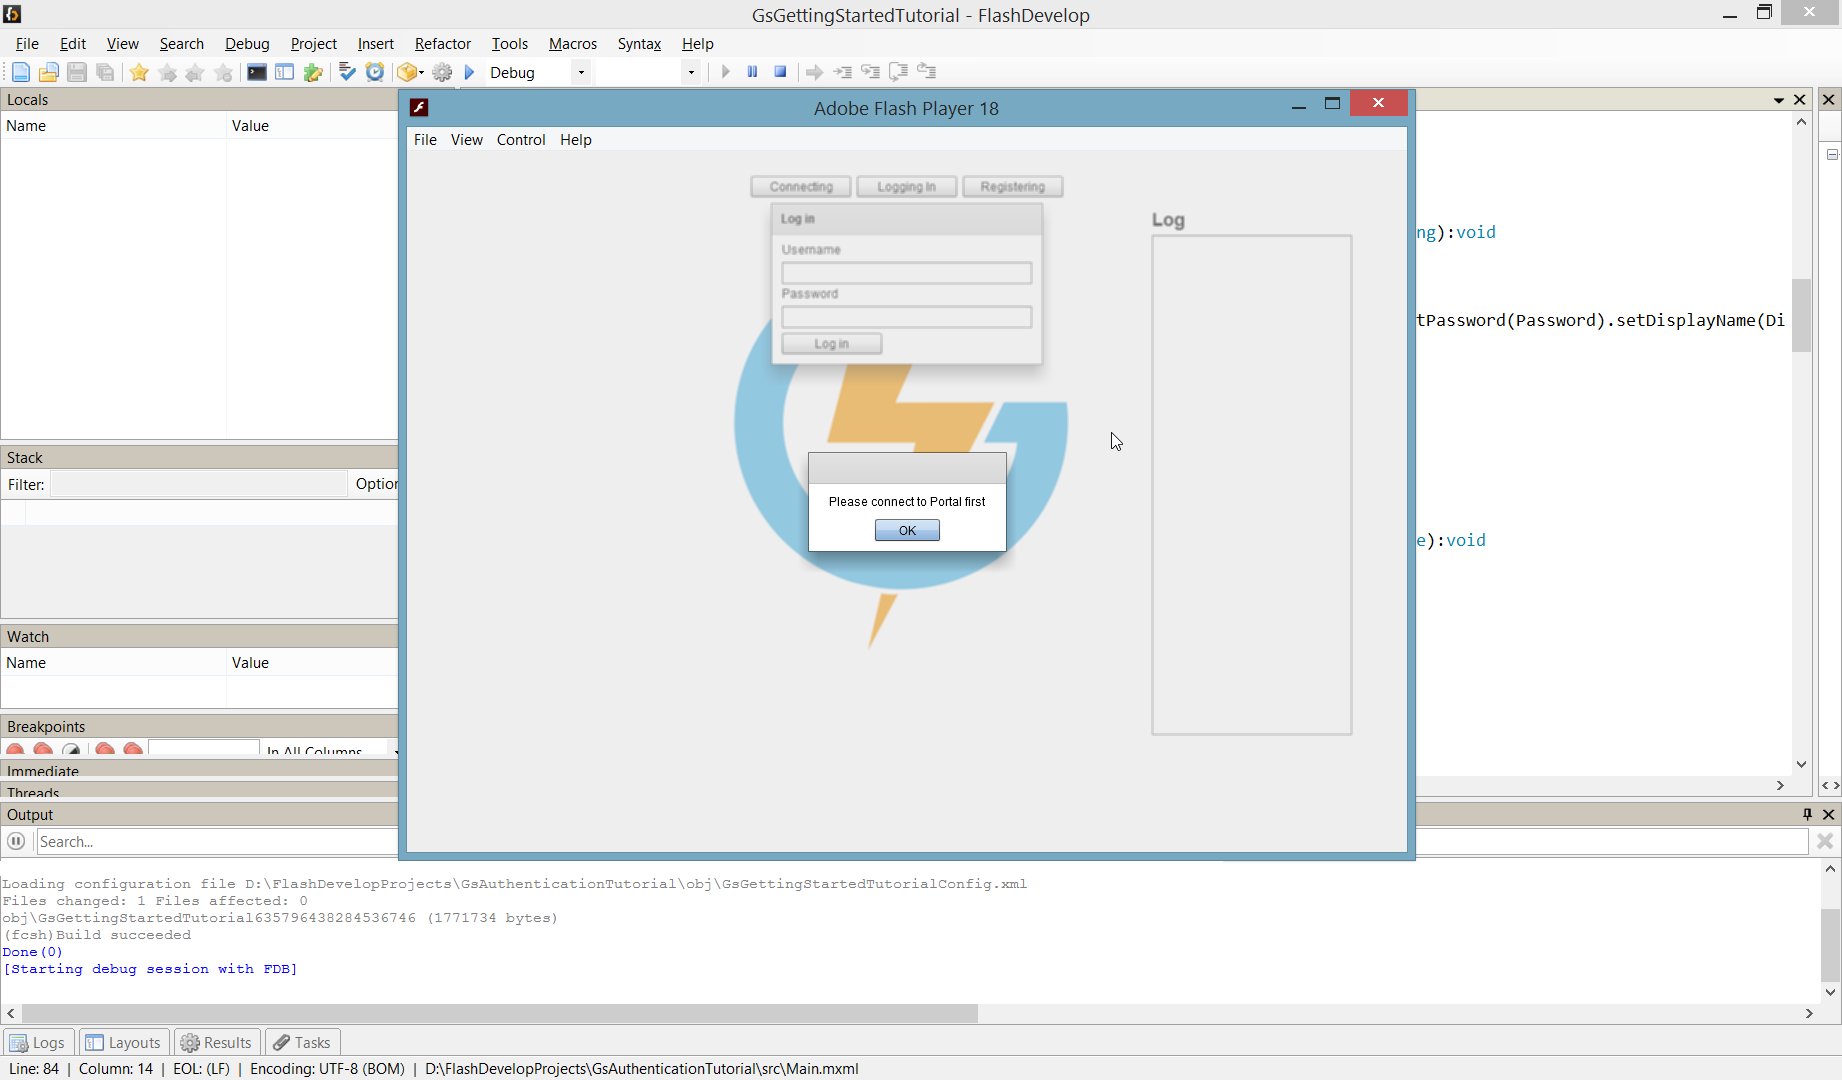 GsGettingStartedTutorial - FlashDevelop
File Edit View Search Debug Project Insert Refactor Tools Macros Syntax Help
Debug
Locals
Name Value
Adobe Flash Player 18
File View Control Help
Connecting Logging In Registering
Log in
Username
Password
Log in
Log
ng):void
tPassword(Password).setDisplayName(Di
Please connect to Portal first
OK
e):void
Stack
Filter: Option
Watch
Name Value
Breakpoints
In All Columns
Immediate
Threads
Output
Search...
Loading configuration file D:\FlashDevelopProjects\GsAuthenticationTutorial\obj\GsGettingStartedTutorialConfig.xml
Files changed: 1 Files affected: 0
obj\GsGettingStartedTutorial635796438284536746 (1771734 bytes)
(fcsh)Build succeeded
Done(0)
[Starting debug session with FDB]
Logs Layouts Results Tasks
Line: 84 | Column: 14 | EOL: (LF) | Encoding: UTF-8 (BOM) | D:\FlashDevelopProjects\GsAuthenticationTutorial\src\Main.mxml